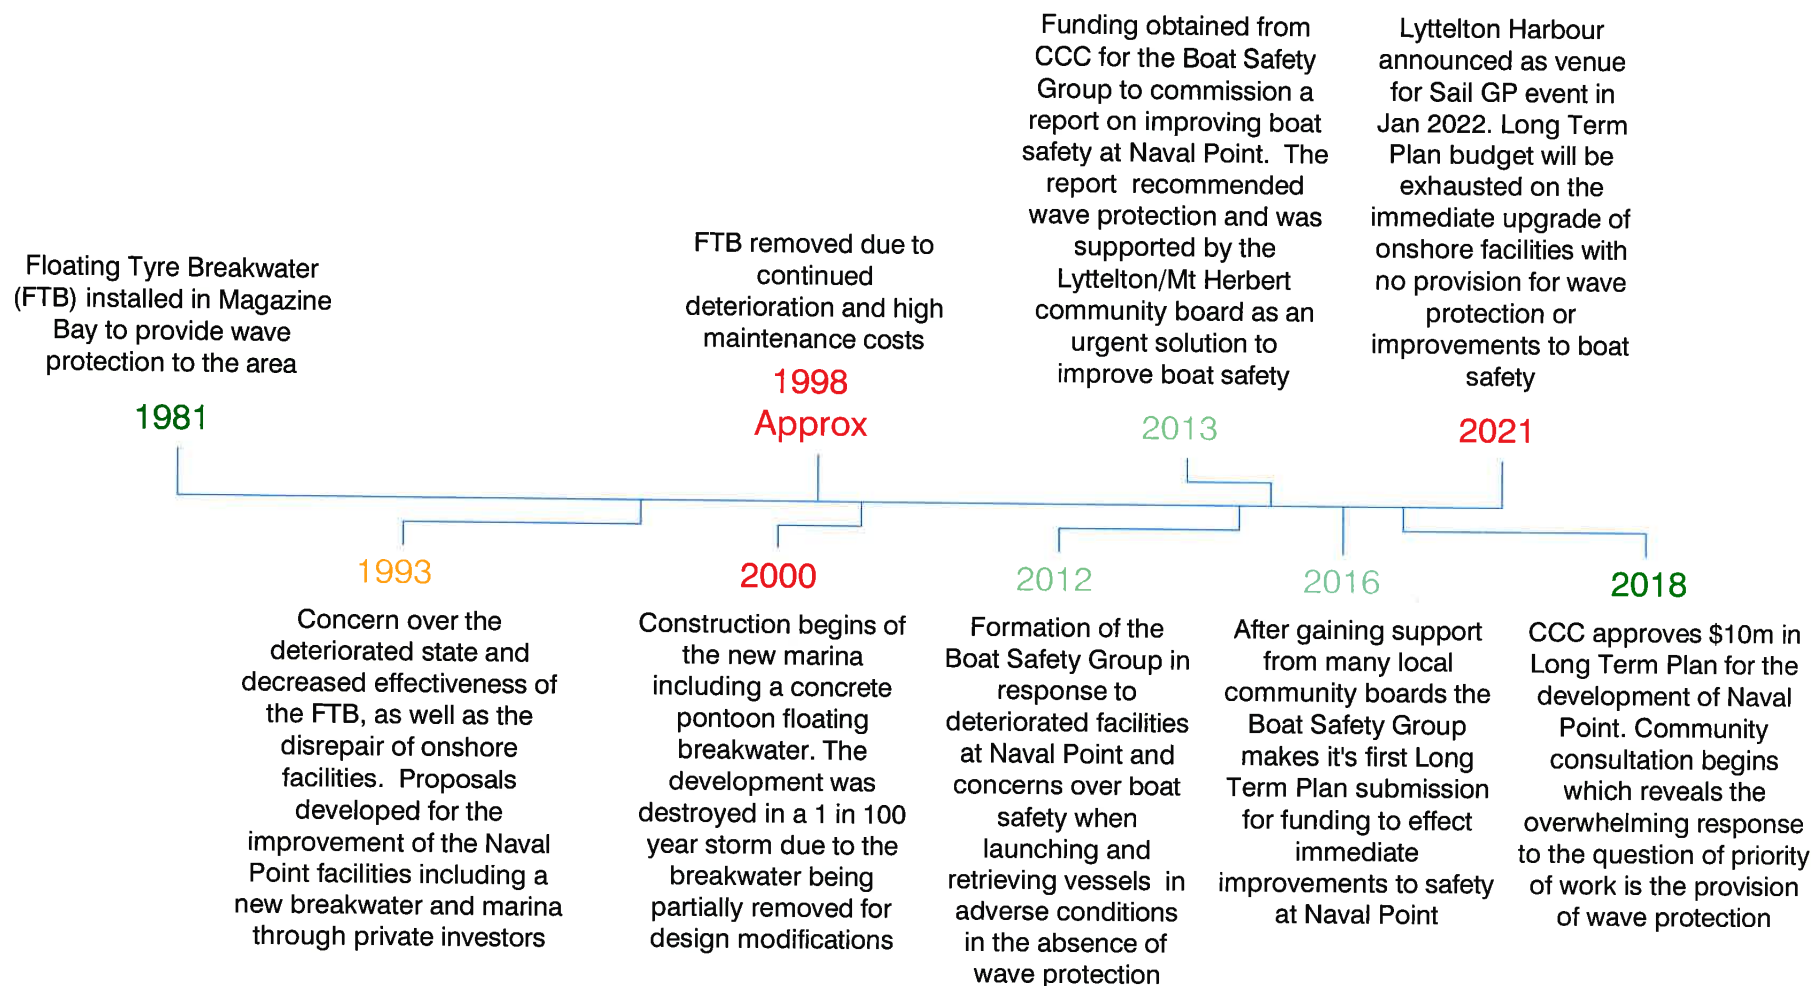 Floating Tyre Breakwater
(FTB) installed in Magazine
Bay to provide wave
protection to the area
1981
FTB removed due to
continued
deterioration and high
maintenance costs
1998
Approx
Funding obtained from
CCC for the Boat Safety
Group to commission a
report on improving boat
safety at Naval Point. The
report recommended
wave protection and was
supported by the
Lyttelton/Mt Herbert
community board as an
urgent solution to
improve boat safety
2013
Lyttelton Harbour
announced as venue
for Sail GP event in
Jan 2022. Long Term
Plan budget will be
exhausted on the
immediate upgrade of
onshore facilities with
no provision for wave
protection or
improvements to boat
safety
2021
1993
Concern over the
deteriorated state and
decreased effectiveness of
the FTB, as well as the
disrepair of onshore
facilities. Proposals
developed for the
improvement of the Naval
Point facilities including a
new breakwater and marina
through private investors
2000
Construction begins of
the new marina
including a concrete
pontoon floating
breakwater. The
development was
destroyed in a 1 in 100
year storm due to the
breakwater being
partially removed for
design modifications
2012
Formation of the
Boat Safety Group in
response to
deteriorated facilities
at Naval Point and
concerns over boat
safety when
launching and
retrieving vessels in
adverse conditions
in the absence of
wave protection
2016
After gaining support
from many local
community boards the
Boat Safety Group
makes it's first Long
Term Plan submission
for funding to effect
immediate
improvements to safety
at Naval Point
2018
CCC approves $10m in
Long Term Plan for the
development of Naval
Point. Community
consultation begins
which reveals the
overwhelming response
to the question of priority
of work is the provision
of wave protection